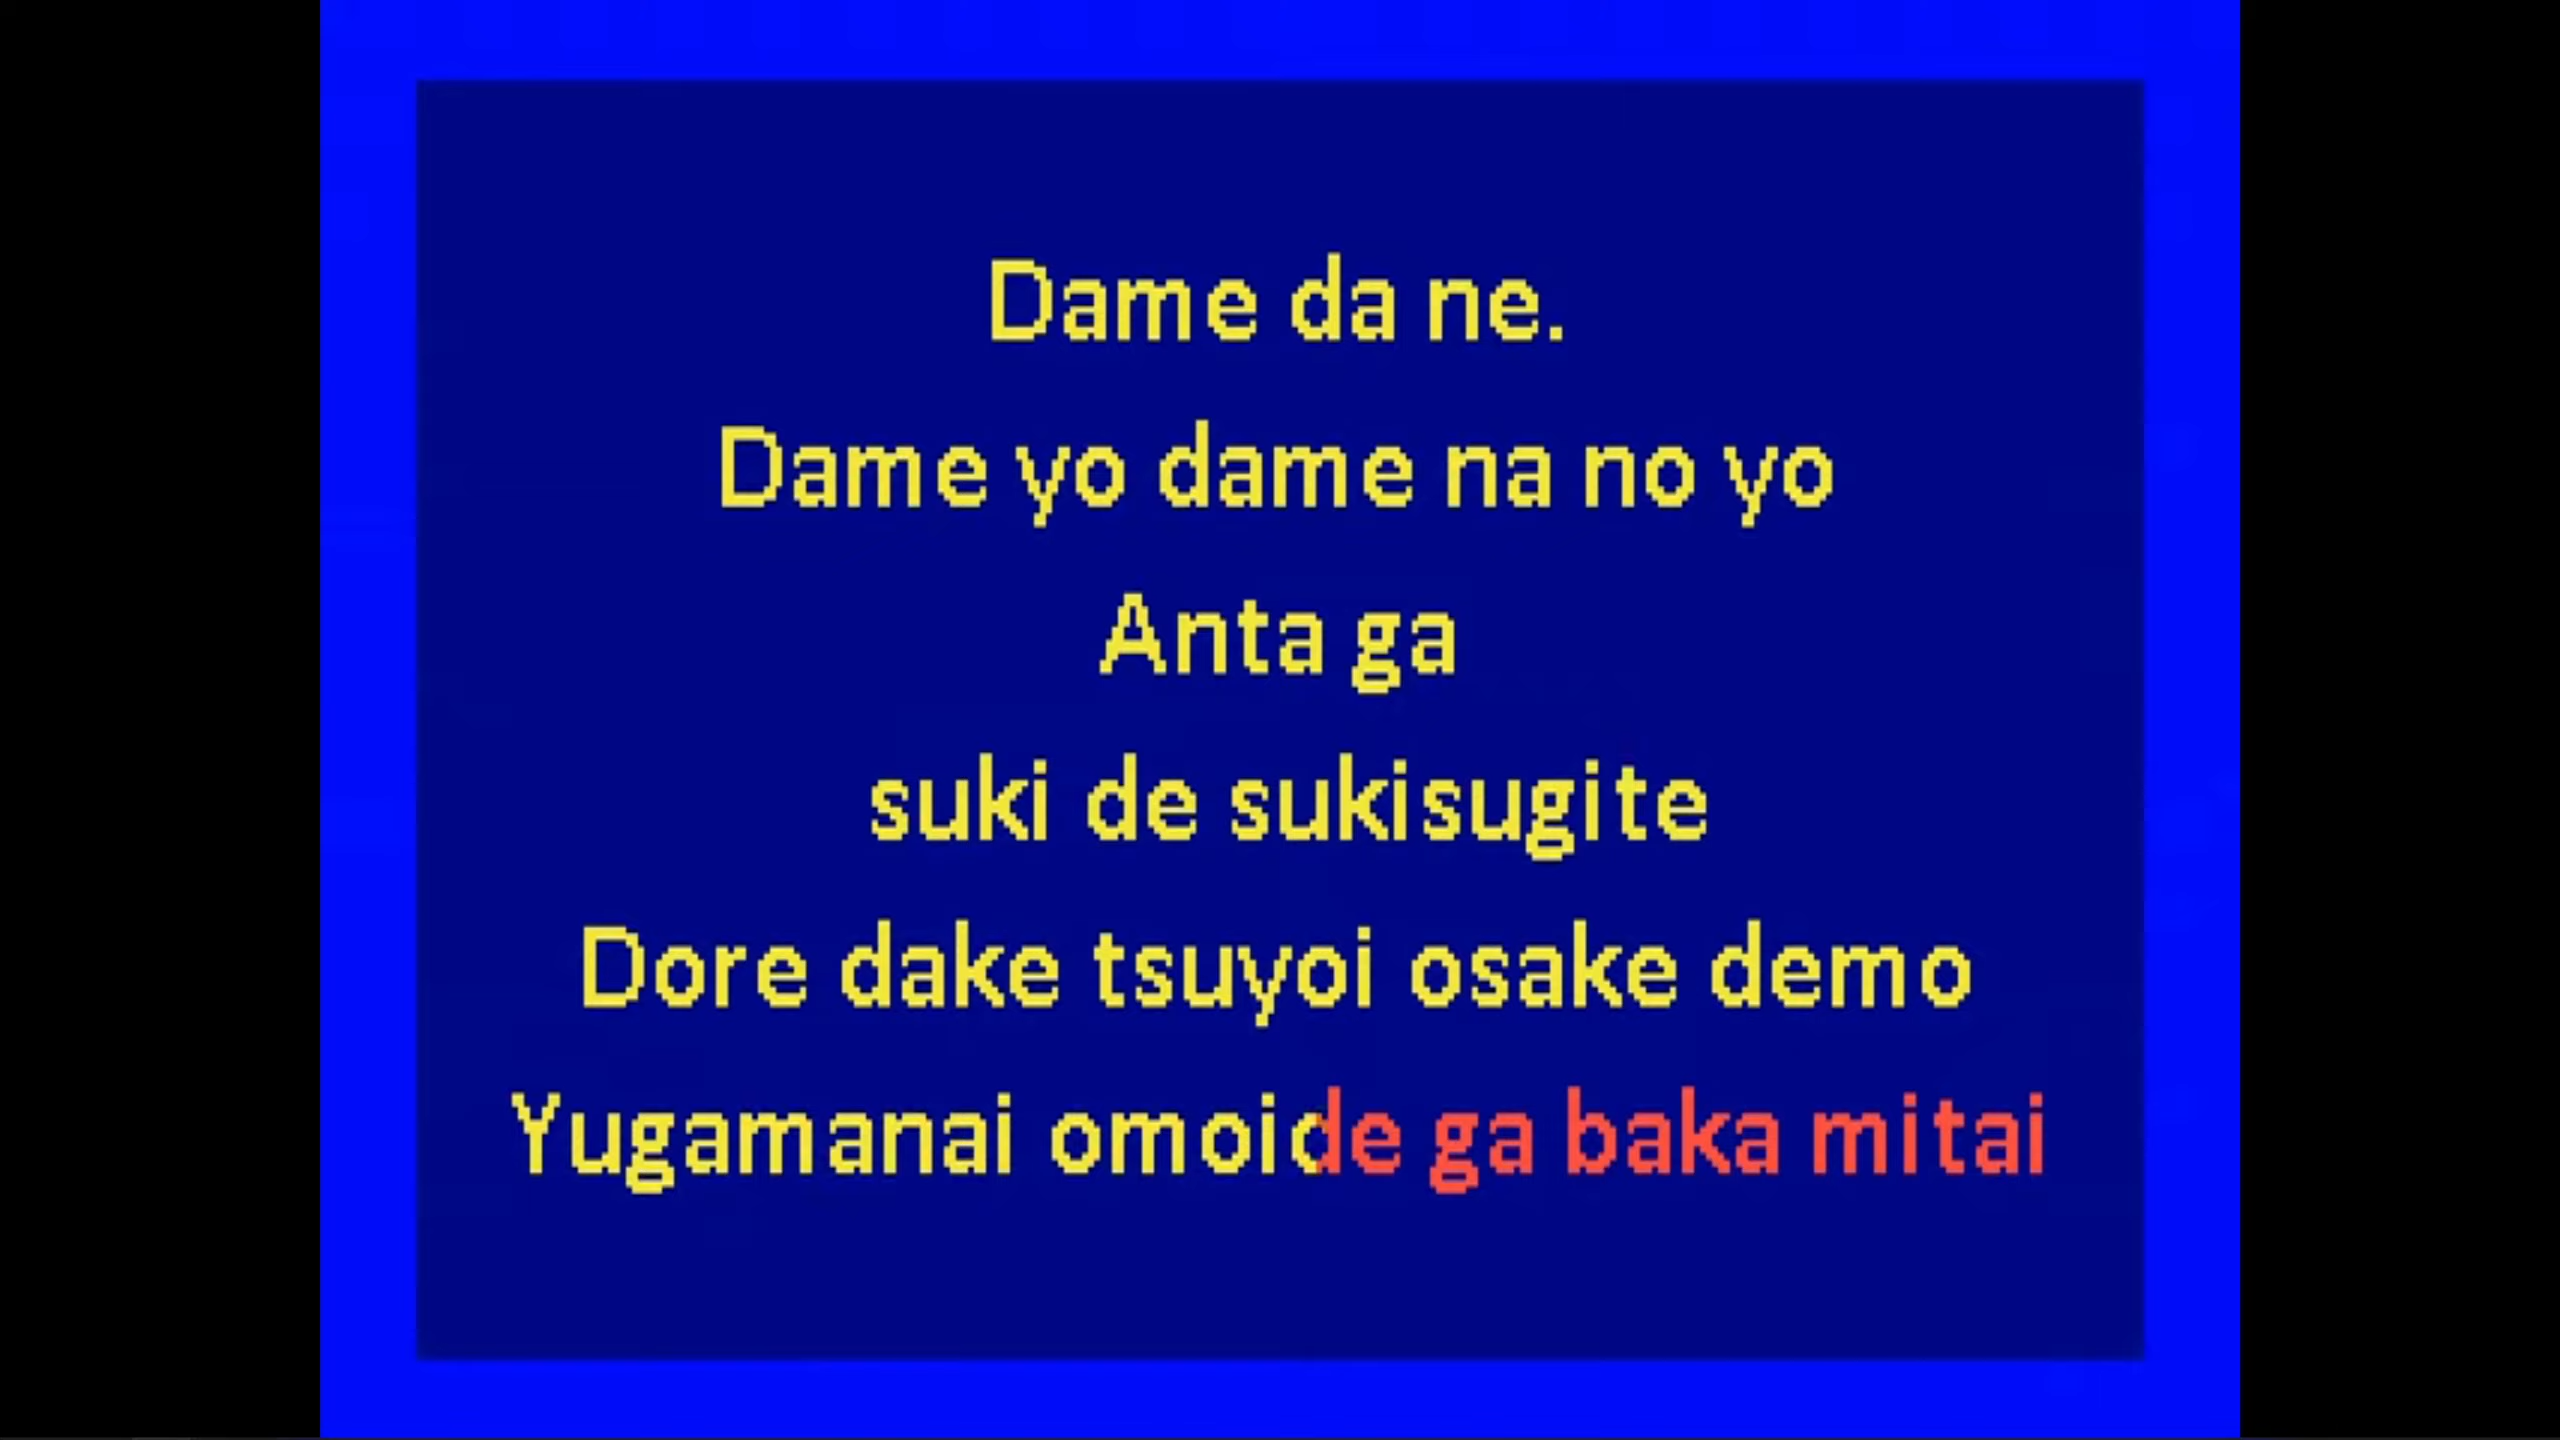 Dame da ne.
Dame yo dame na no yo
Anta ga
suki de sukisugite
Dore dake tsuyoi osake demo
Yugamanai omoide ga baka mitai